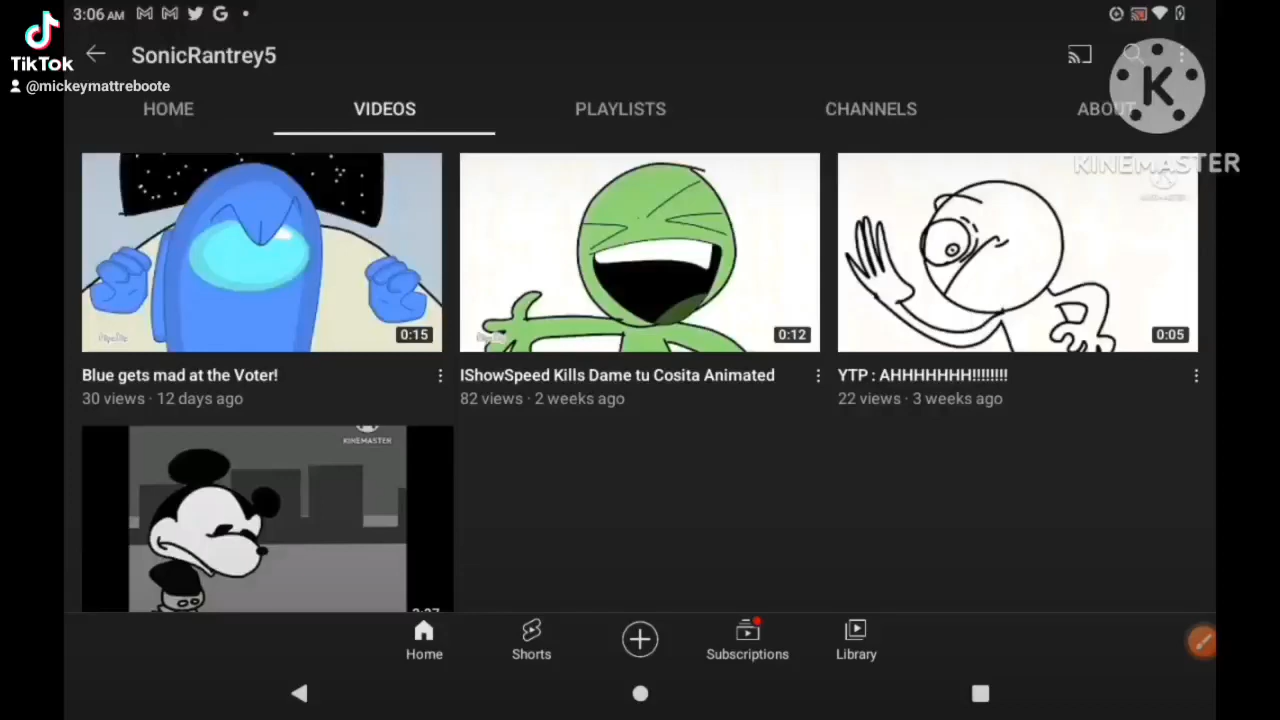 3:06 AM
TikTok
@mickeymattreboote
SonicRantrey5
K
KINEMASTER
HOME
VIDEOS
PLAYLISTS
CHANNELS
ABOUT
0:15
0:12
0:05
Blue gets mad at the Voter!
30 views · 12 days ago
IShowSpeed Kills Dame tu Cosita Animated
82 views · 2 weeks ago
YTP : AHHHHHHH!!!!!!!!
22 views · 3 weeks ago
KINEMASTER
Home
Shorts
Subscriptions
Library